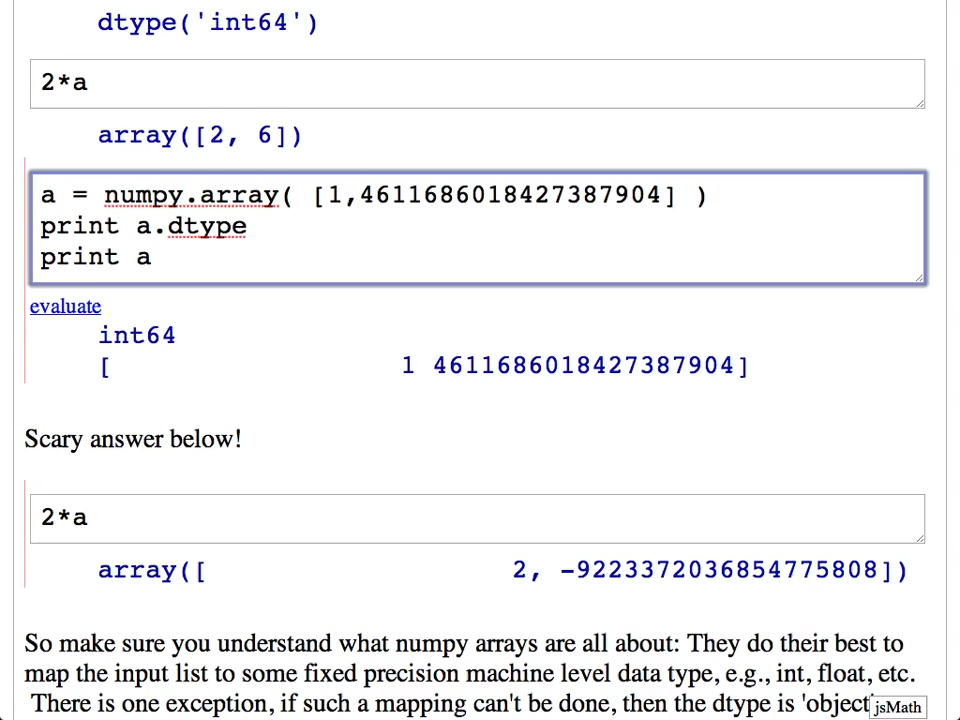 dtype('int64')
2*a
array([2, 6])
a = numpy.array( [1,4611686018427387904] )
print a.dtype
print a
evaluate
int64
[                   1 4611686018427387904]
Scary answer below!
2*a
array([                   2, -9223372036854775808])
So make sure you understand what numpy arrays are all about: They do their best to
map the input list to some fixed precision machine level data type, e.g., int, float, etc.
There is one exception, if such a mapping can't be done, then the dtype is 'object
jsMath